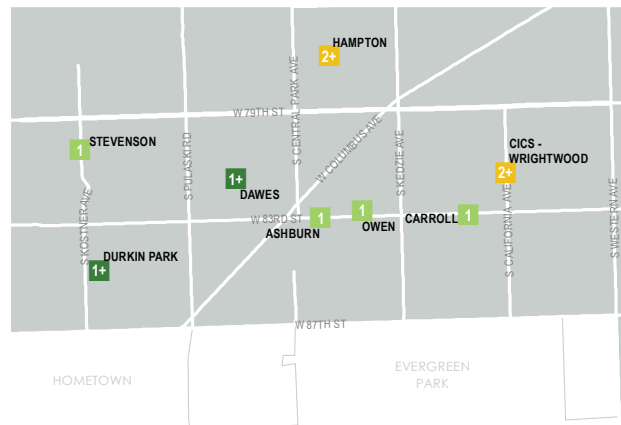 HAMPTON
2+
S CENTRAL PARK AVE
W 79TH ST
W COLUMBUS AVE
S KEDZIE AVE
STEVENSON
1
S PULASKI RD
CICS -
WRIGHTWOOD
2+
1+
DAWES
S KOSTNER AVE
W 83RD ST
ASHBURN
1
1
OWEN
CARROLL
1
S CALIFORNIA AVE
S WESTERN AVE
DURKIN PARK
1+
W 87TH ST
HOMETOWN
EVERGREEN
PARK